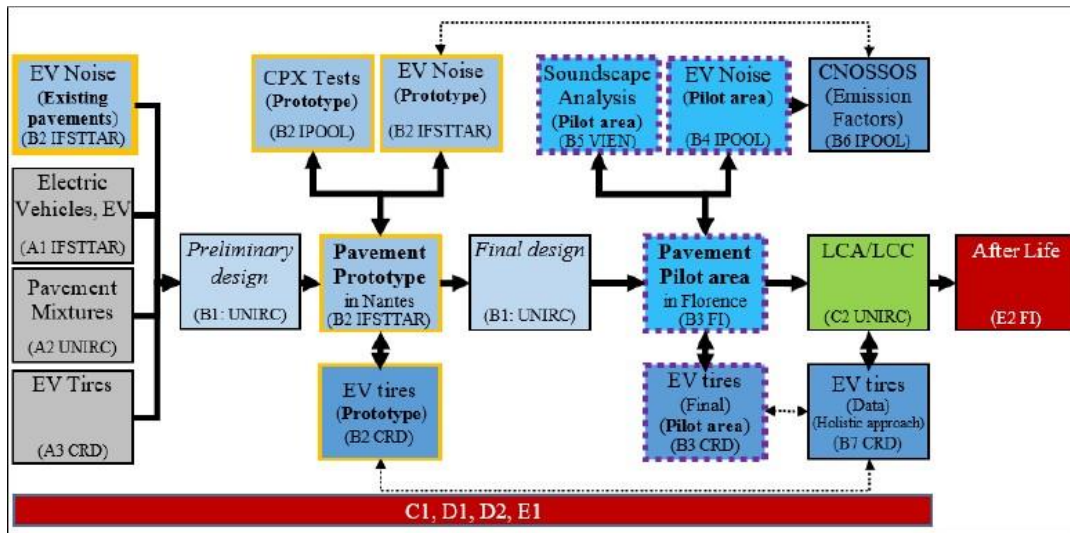 EV Noise
(Existing
pavements)
(B2 IFSTTAR)
Electric
Vehicles, EV
(A1 IFSTTAR)
Pavement
Mixtures
(A2 UNIRC)
EV Tires
(A3 CRD)
Preliminary
design
(B1: UNIRC)
CPX Tests
(Prototype)
(B2 IPOOL)
EV Noise
(Prototype)
(B2 IFSTTAR)
Pavement
Prototype
in Nantes
(B2 IFSTTAR)
EV tires
(Prototype)
(B2 CRD)
Final design
(B1: UNIRC)
Soundscape
Analysis
(Pilot area)
(B5 VIEN)
EV Noise
(Pilot area)
(B4 IPOOL)
CNOSSOS
(Emission
Factors)
(B6 IPOOL)
Pavement
Pilot area
in Florence
(B3 FI)
EV tires
(Final)
(Pilot area)
(B3 CRD)
LCA/LCC
(C2 UNIRC)
EV tires
(Data)
(Holistic approach)
(B7 CRD)
After Life
(E2 FI)
C1, D1, D2, E1